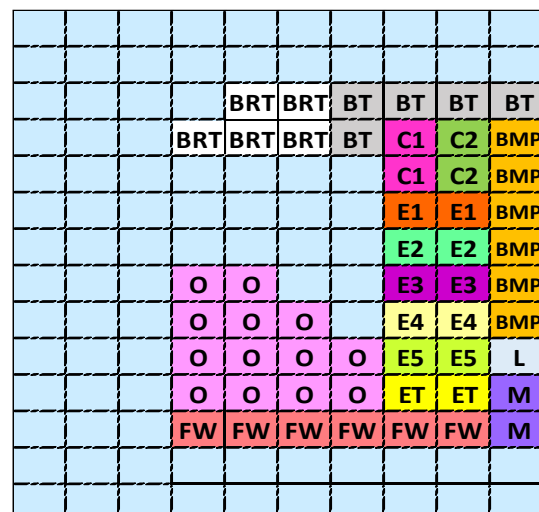 BRT BRT BT BT BT BT
BRT BRT BRT BT C1 C2 BMP
C1 C2 BMP
E1 E1 BMP
E2 E2 BMP
O O E3 E3 BMP
O O O E4 E4 BMP
O O O O E5 E5 L
O O O O ET ET M
FW FW FW FW FW FW M